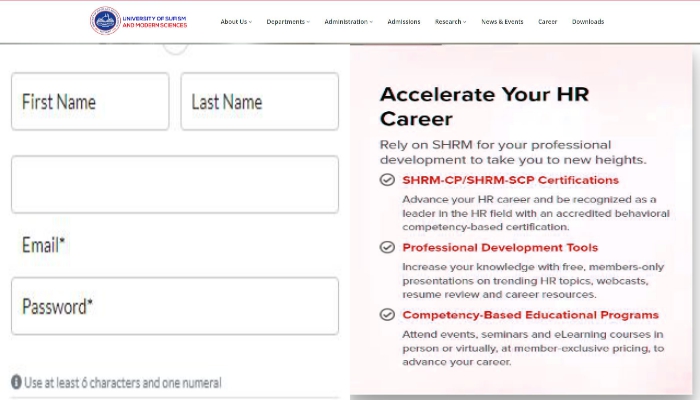 UNIVERSITY OF SUFISM
AND MODERN SCIENCES
About Us
Departments
Administration
Admissions
Research
News & Events
Career
Downloads
First Name
Last Name
Email*
Password*
Use at least 6 characters and one numeral
Accelerate Your HR
Career
Rely on SHRM for your professional
development to take you to new heights.
SHRM-CP/SHRM-SCP Certifications
Advance your HR career and be recognized as a
leader in the HR field with an accredited behavioral
competency-based certification.
Professional Development Tools
Increase your knowledge with free, members-only
presentations on trending HR topics, webcasts,
resume review and career resources.
Competency-Based Educational Programs
Attend events, seminars and eLearning courses in
person or virtually, at member-exclusive pricing, to
advance your career.